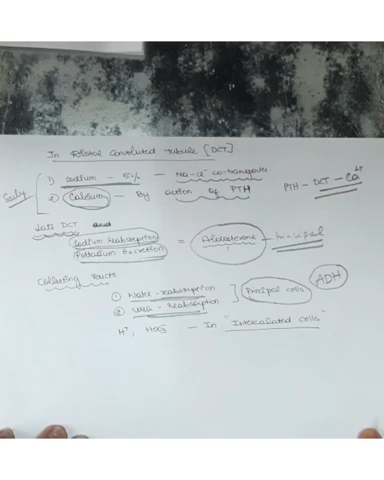 In Distal Convoluted tubule [DCT]
Early
1) Sodium - 5% - Na-Cl⁻ Co-transporter
2) Calcium - By action of PTH
PTH - DCT - Ca²⁺
Late DCT
Sodium Reabsorption
Potassium Excretion
= Aldosterone - Principal
Collecting Ducts
① Water-reabsorption
② Urea-Reabsorption
] Principal cells
ADH
H⁺, HCO₃⁻ - In "Intercalated cells"